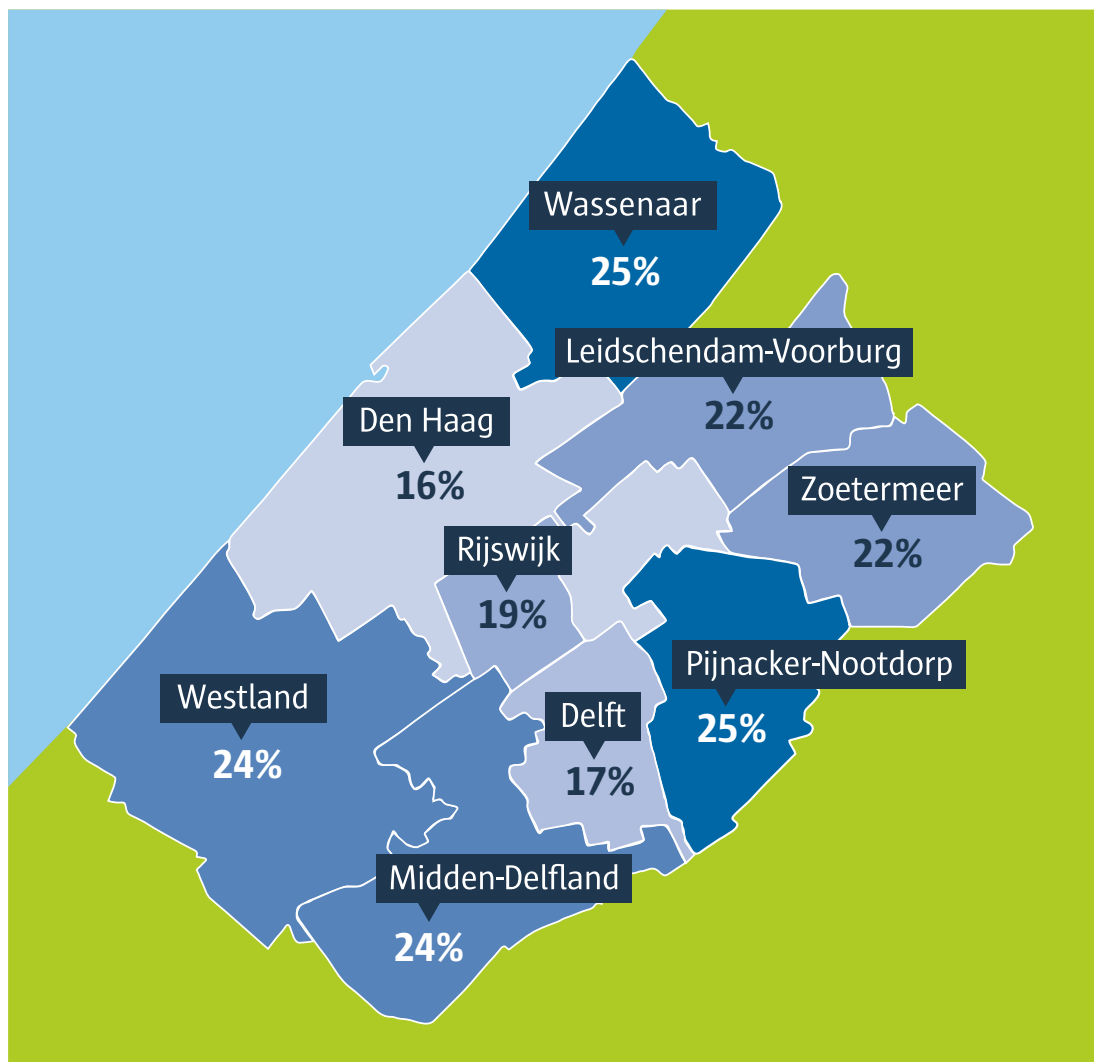 Wassenaar
25%
Leidschendam-Voorburg
22%
Den Haag
16%
Zoetermeer
22%
Rijswijk
19%
Pijnacker-Nootdorp
25%
Westland
24%
Delft
17%
Midden-Delfland
24%